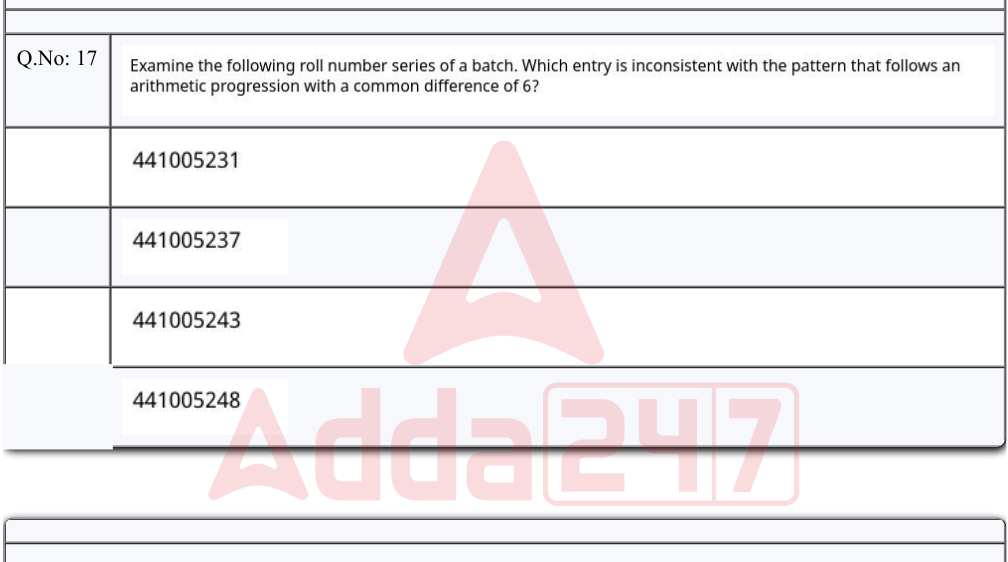 Q.No: 17
Examine the following roll number series of a batch. Which entry is inconsistent with the pattern that follows an
arithmetic progression with a common difference of 6?
441005231
441005237
441005243
441005248
Adda247